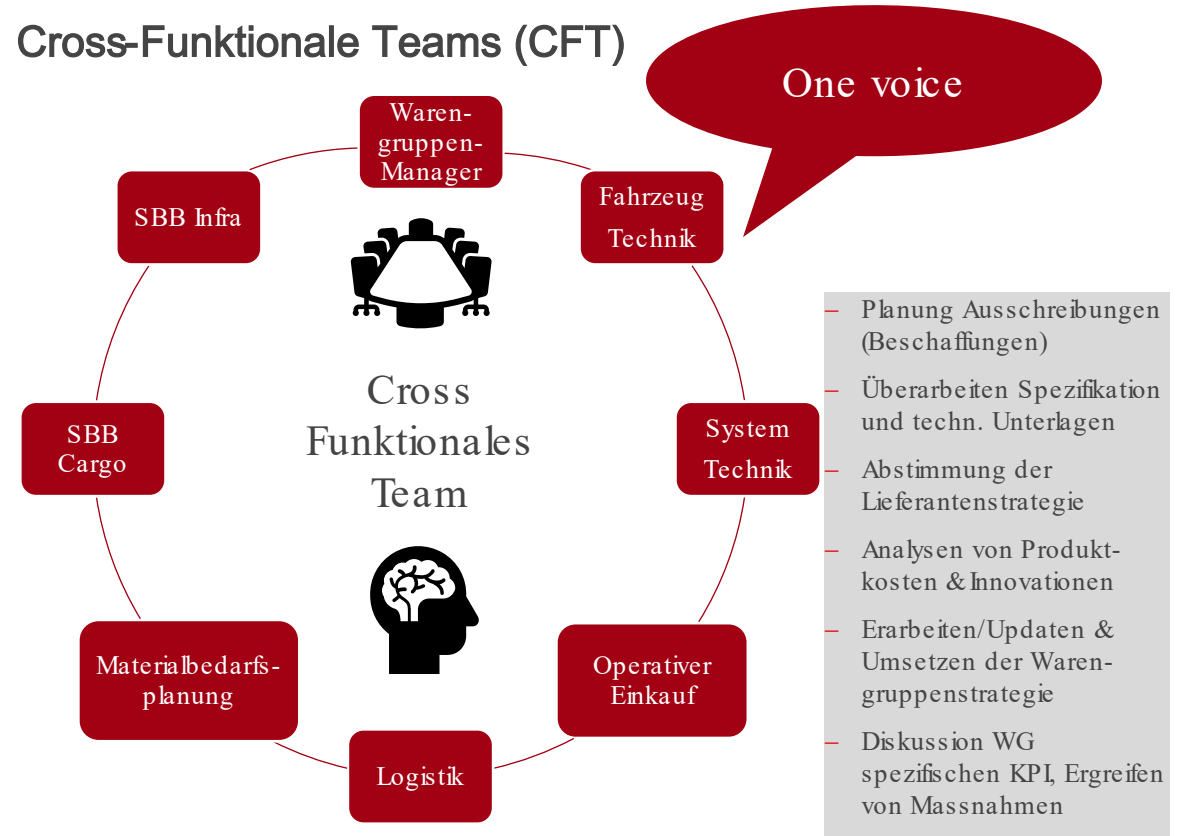 Cross-Funktionale Teams (CFT)
One voice
Waren-
gruppen-
Manager
Fahrzeug
Technik
System
Technik
Operativer
Einkauf
Logistik
Materialbedarfs-
planung
SBB
Cargo
SBB Infra
Cross
Funktionales
Team
– Planung Ausschreibungen
(Beschaffungen)
– Überarbeiten Spezifikation
und techn. Unterlagen
– Abstimmung der
Lieferantenstrategie
– Analysen von Produkt-
kosten & Innovationen
– Erarbeiten/Updaten &
Umsetzen der Waren-
gruppenstrategie
– Diskussion WG
spezifischen KPI, Ergreifen
von Massnahmen